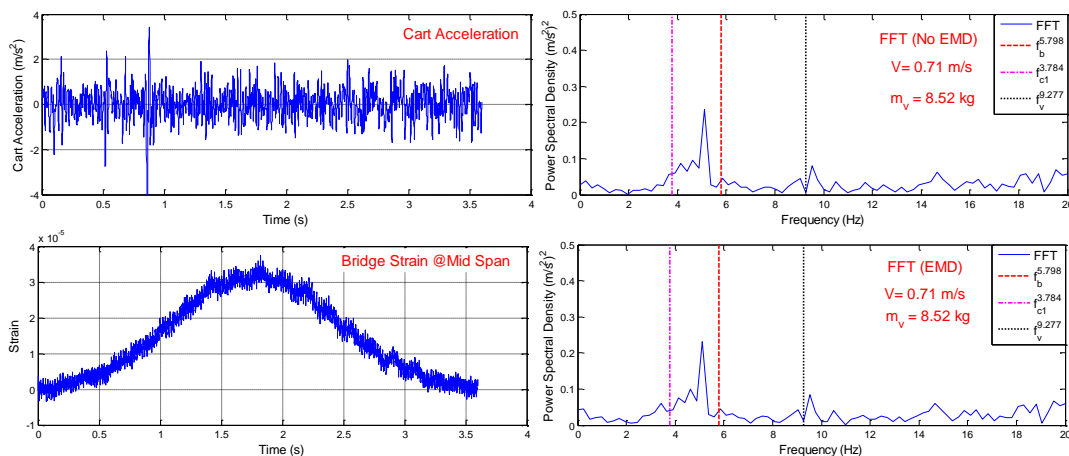 Cart Acceleration
Cart Acceleration (m/s²)
4
2
0
-2
-4
0 0.5 1 1.5 2 2.5 3 3.5 4
Time (s)
FFT (No EMD)
V= 0.71 m/s
m_v = 8.52 kg
FFT
f_b^5.798
f_c1^3.784
f_v^9.277
Power Spectral Density (m/s²)²
0.5
0.4
0.3
0.2
0.1
0
0 2 4 6 8 10 12 14 16 18 20
Frequency (Hz)
x 10⁻⁵
Bridge Strain @Mid Span
Strain
4
3
2
1
0
-1
0 0.5 1 1.5 2 2.5 3 3.5 4
Time (s)
FFT (EMD)
V= 0.71 m/s
m_v = 8.52 kg
FFT
f_b^5.798
f_c1^3.784
f_v^9.277
Power Spectral Density (m/s²)²
0.5
0.4
0.3
0.2
0.1
0
0 2 4 6 8 10 12 14 16 18 20
Frequency (Hz)